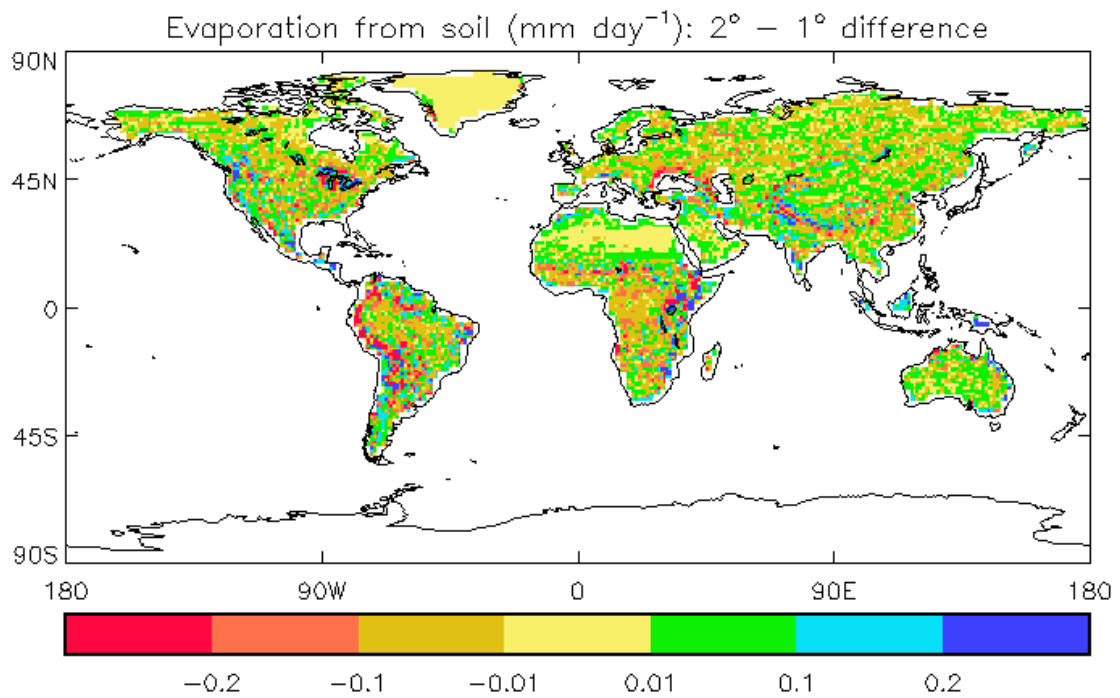 Evaporation from soil (mm day⁻¹): 2° − 1° difference
90N
45N
0
45S
90S
180 90W 0 90E 180
−0.2 −0.1 −0.01 0.01 0.1 0.2